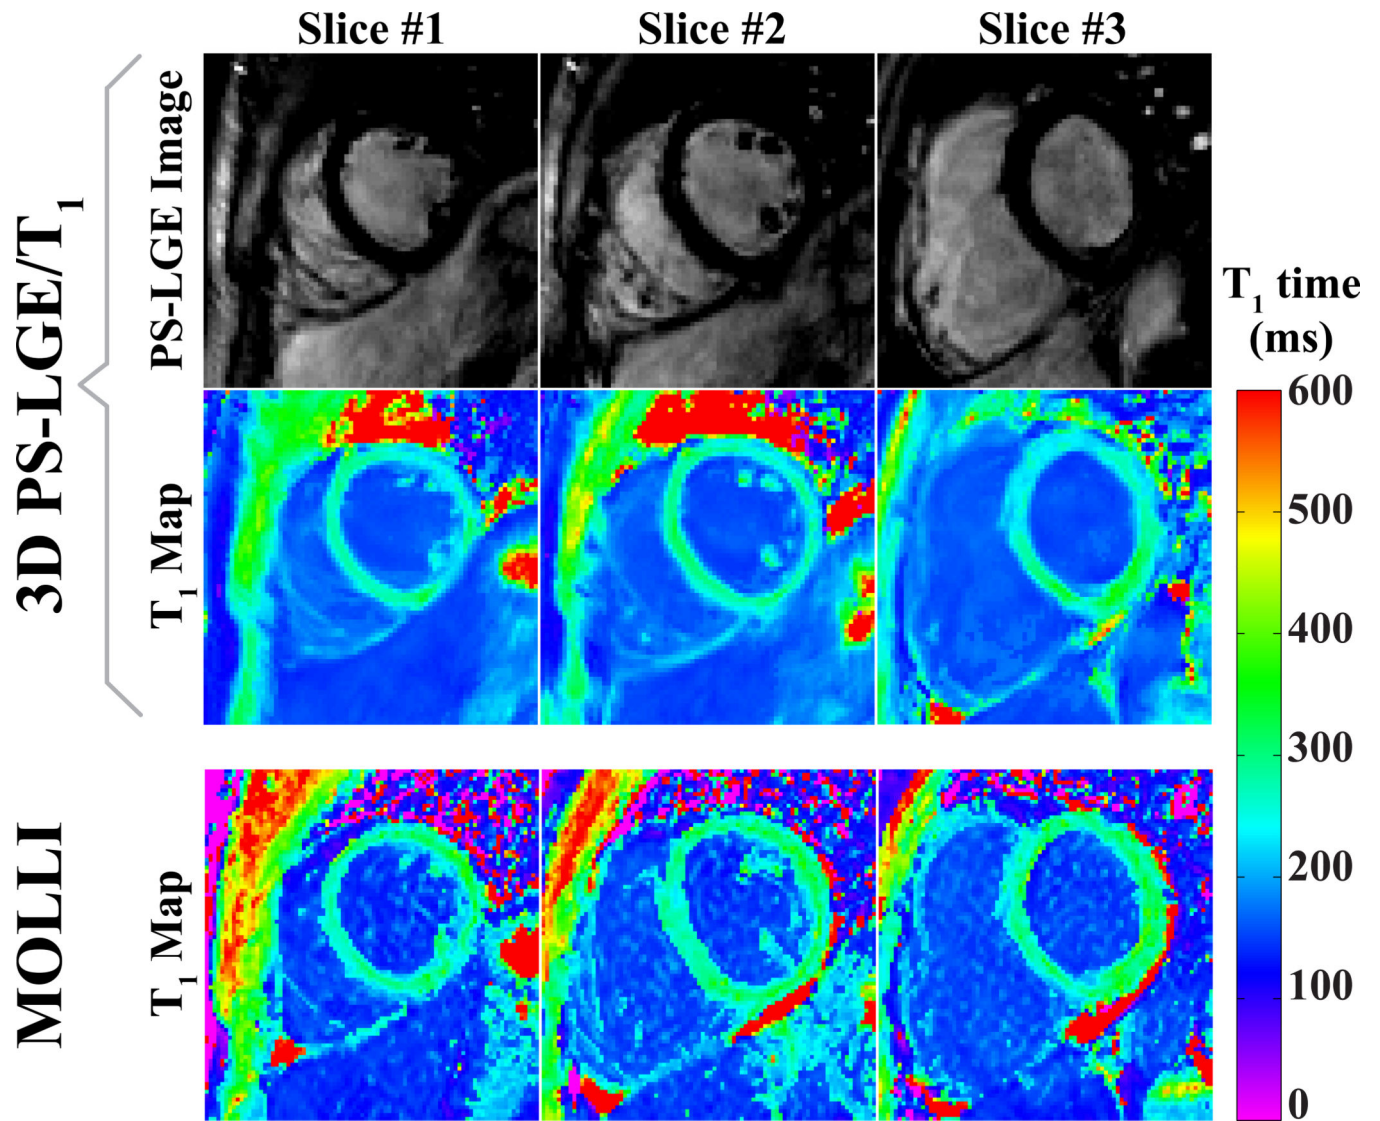 Slice #1
Slice #2
Slice #3
3D PS-LGE/T1
PS-LGE Image
T1 Map
T1 time
(ms)
600
500
400
300
200
100
0
MOLLI
T1 Map